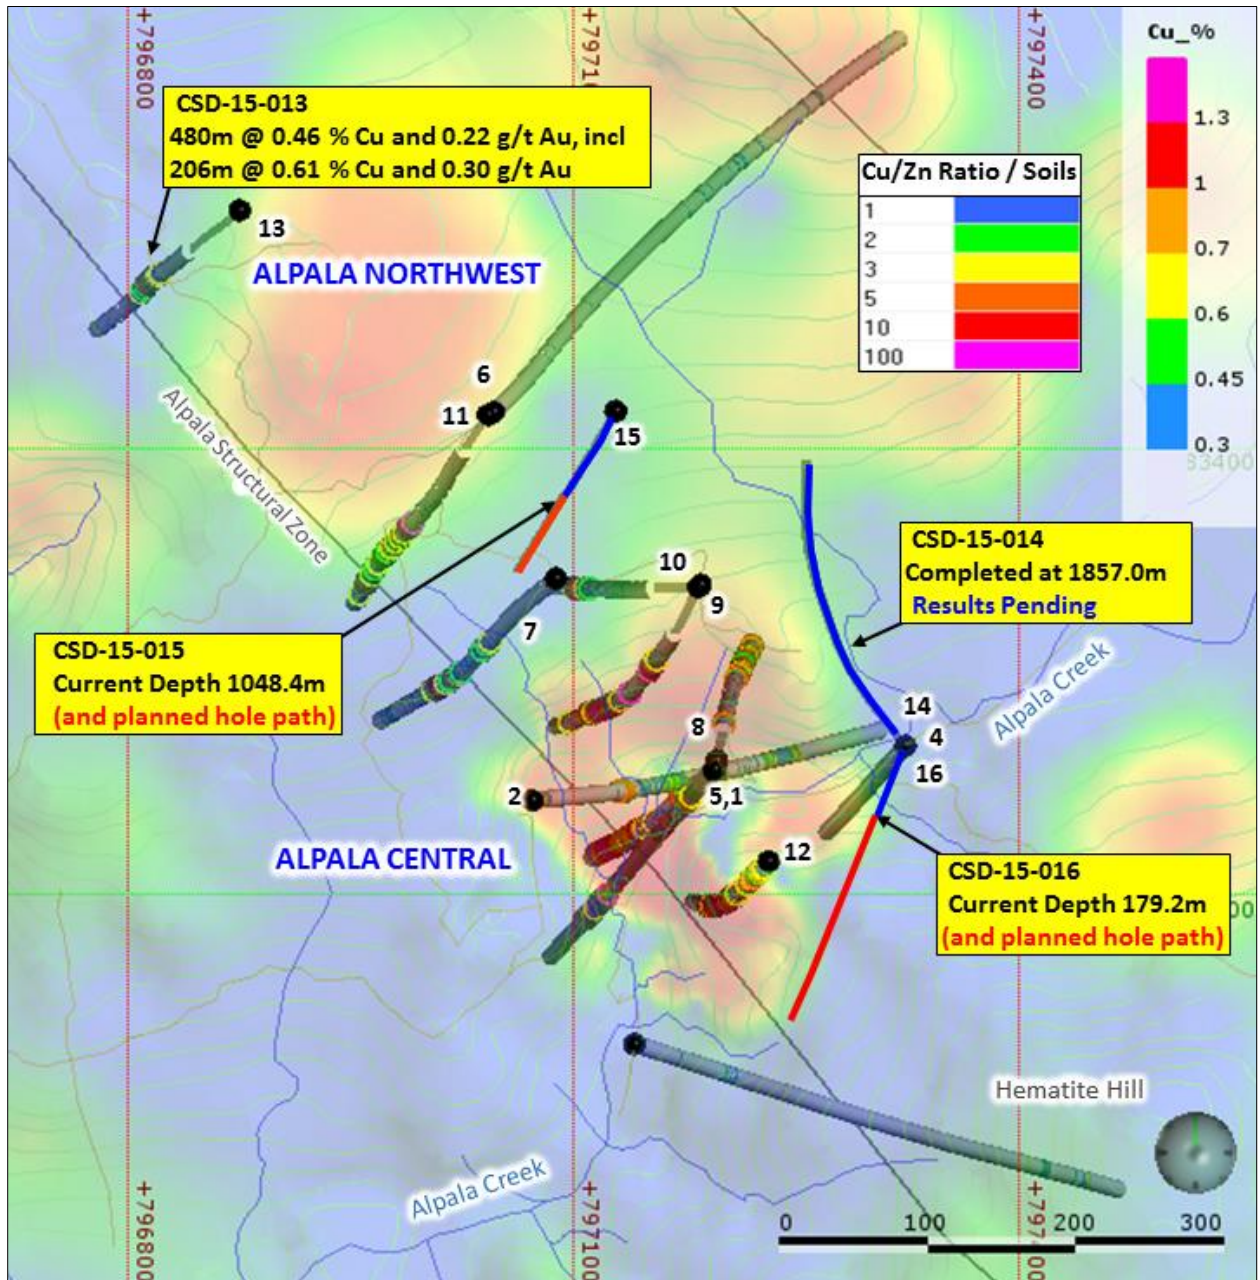 +796800
+79710
+797400
Cu_%
1.3
1
0.7
0.6
0.45
0.3
CSD-15-013
480m @ 0.46 % Cu and 0.22 g/t Au, incl
206m @ 0.61 % Cu and 0.30 g/t Au
Cu/Zn Ratio / Soils
1
2
3
5
10
100
13
ALPALA NORTHWEST
6
11
15
Alpala Structural Zone
83400
CSD-15-014
Completed at 1857.0m
Results Pending
10
9
7
CSD-15-015
Current Depth 1048.4m
(and planned hole path)
Alpala Creek
14
4
16
8
2
5,1
12
ALPALA CENTRAL
CSD-15-016
Current Depth 179.2m
(and planned hole path)
00
Hematite Hill
Alpala Creek
+796800
+797100
0
100
200
300